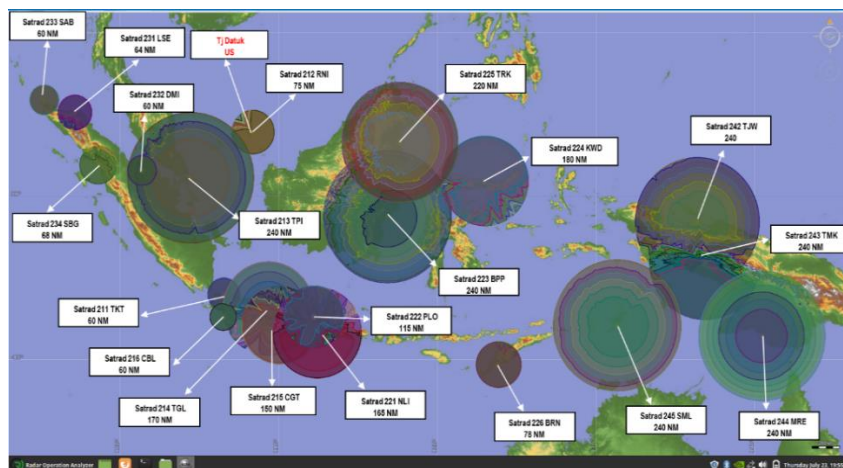 Satrad 233 SAB
60 NM
Satrad 231 LSE
64 NM
Tj Datuk
US
Satrad 212 RNI
75 NM
Satrad 225 TRK
220 NM
Satrad 232 DMI
60 NM
Satrad 224 KWD
180 NM
Satrad 242 TJW
240
Satrad 234 SBG
68 NM
Satrad 213 TPI
240 NM
Satrad 243 TMK
240 NM
Satrad 223 BPP
240 NM
Satrad 211 TKT
60 NM
Satrad 222 PLO
115 NM
Satrad 216 CBL
60 NM
Satrad 214 TGL
170 NM
Satrad 215 CGT
150 NM
Satrad 221 NLI
165 NM
Satrad 226 BRN
78 NM
Satrad 245 SML
240 NM
Satrad 244 MRE
240 NM
Radar Operation Analyzer
Thursday July 22, 19:5